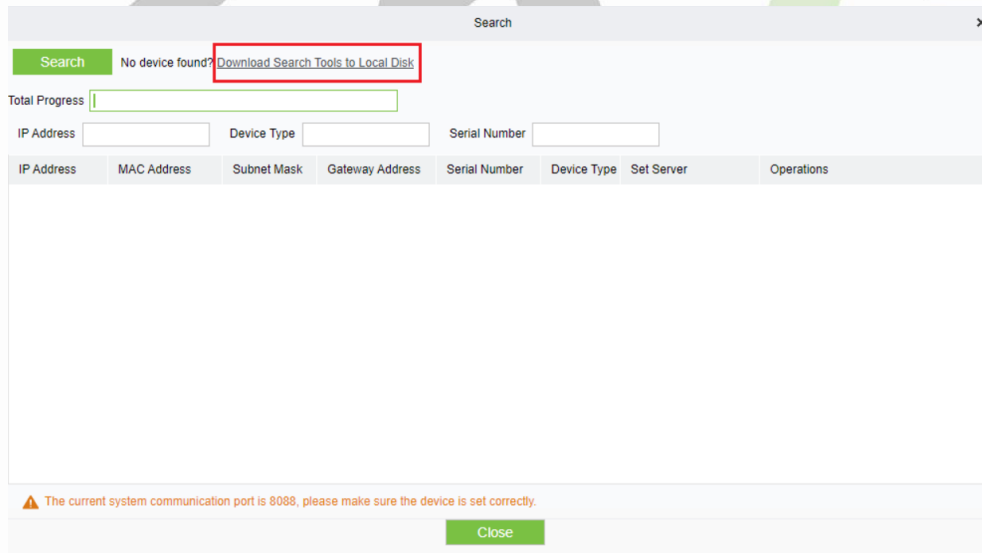 Search
Search No device found? Download Search Tools to Local Disk
Total Progress
IP Address Device Type Serial Number
IP Address MAC Address Subnet Mask Gateway Address Serial Number Device Type Set Server Operations
The current system communication port is 8088, please make sure the device is set correctly.
Close